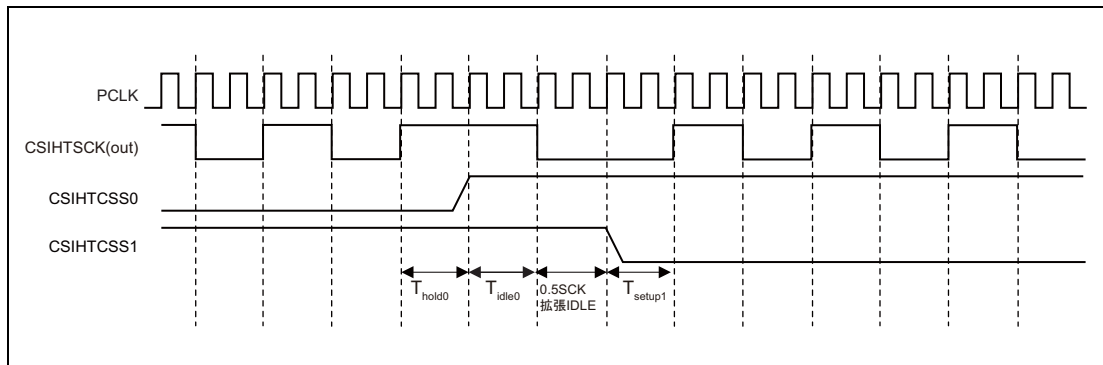 PCLK
CSIHTSCK(out)
CSIHTCSS0
CSIHTCSS1
Thold0
Tidle0
0.5SCK
拡張IDLE
Tsetup1